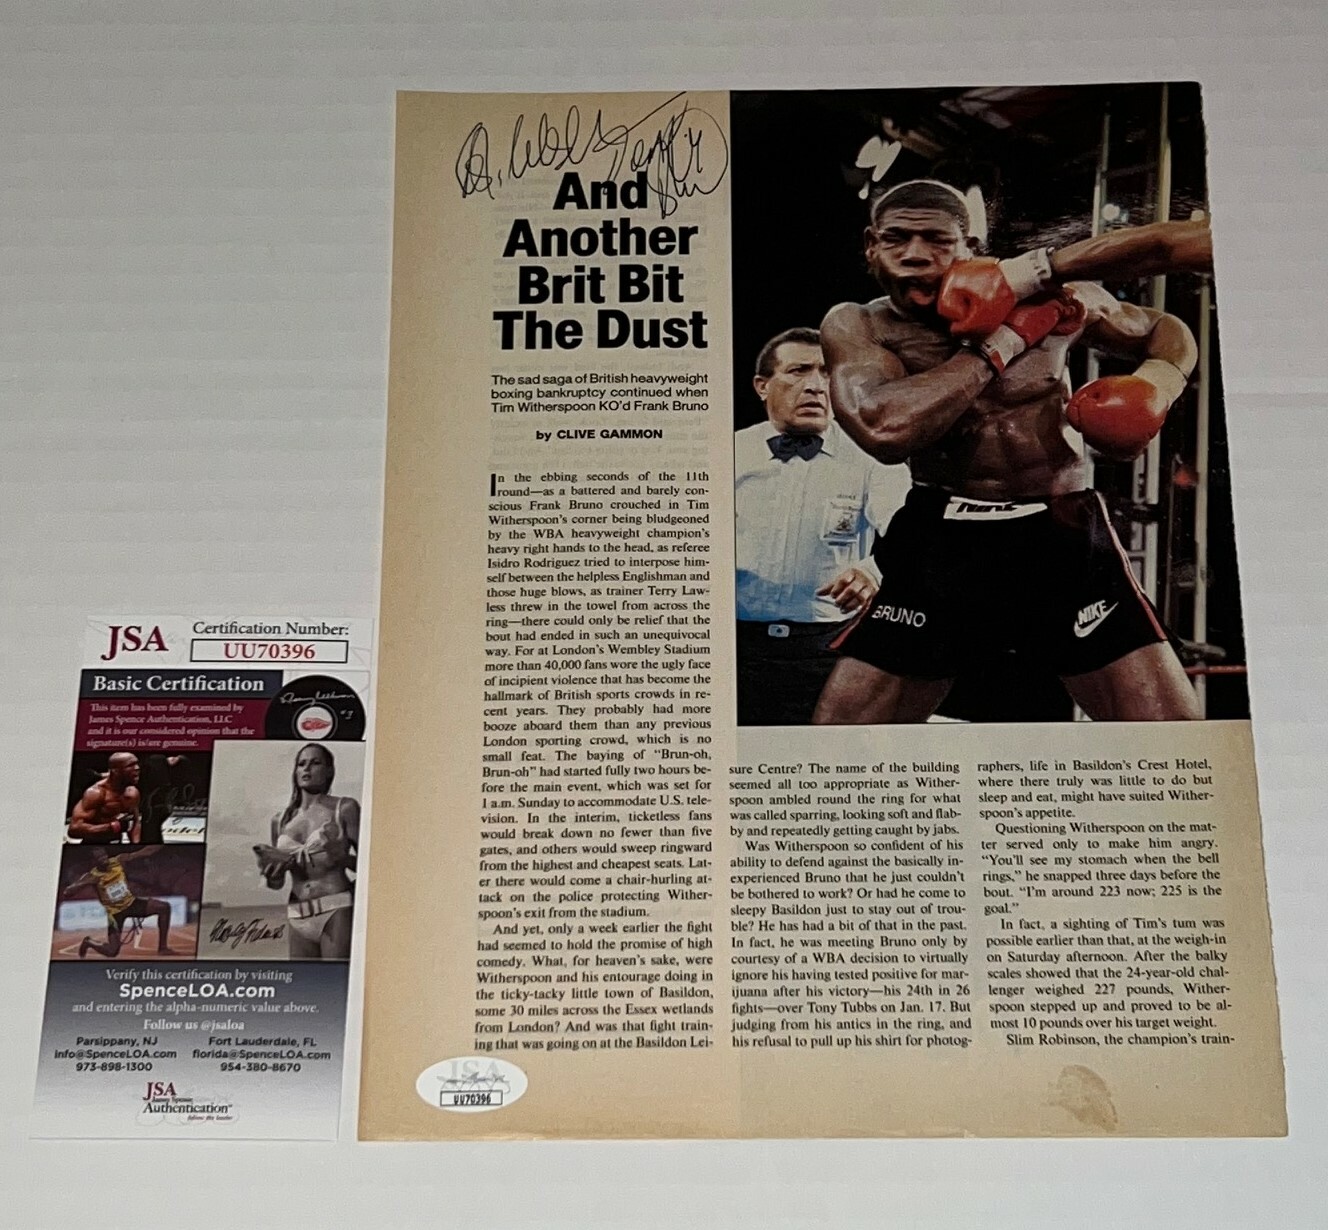 And
Another
Brit Bit
The Dust
The sad saga of British heavyweight
boxing bankruptcy continued when
Tim Witherspoon KO'd Frank Bruno
by CLIVE GAMMON
In the ebbing seconds of the 11th
round—as a battered and barely con-
scious Frank Bruno crouched in Tim
Witherspoon's corner being bludgeoned
by the WBA heavyweight champion's
heavy right hands to the head, as referee
Isidro Rodriguez tried to interpose him-
self between the helpless Englishman and
those huge blows, as trainer Terry Law-
less threw in the towel from across the
ring—there could only be relief that the
bout had ended in such an unequivocal
way. For at London's Wembley Stadium
more than 40,000 fans wore the ugly face
of incipient violence that has become the
hallmark of British sports crowds in re-
cent years. They probably had more
booze aboard them than any previous
London sporting crowd, which is no
small feat. The baying of "Brun-oh,
Brun-oh" had started fully two hours be-
fore the main event, which was set for
1 a.m. Sunday to accommodate U.S. tele-
vision. In the interim, ticketless fans
would break down no fewer than five
gates, and others would sweep ringward
from the highest and cheapest seats. Lat-
er there would come a chair-hurling at-
tack on the police protecting Wither-
spoon's exit from the stadium.
And yet, only a week earlier the fight
had seemed to hold the promise of high
comedy. What, for heaven's sake, were
Witherspoon and his entourage doing in
the ticky-tacky little town of Basildon,
some 30 miles across the Essex wetlands
from London? And was that fight train-
ing that was going on at the Basildon Lei-
sure Centre? The name of the building
seemed all too appropriate as Wither-
spoon ambled round the ring for what
was called sparring, looking soft and flab-
by and repeatedly getting caught by jabs.
Was Witherspoon so confident of his
ability to defend against the basically in-
experienced Bruno that he just couldn't
be bothered to work? Or had he come to
sleepy Basildon just to stay out of trou-
ble? He has had a bit of that in the past.
In fact, he was meeting Bruno only by
courtesy of a WBA decision to virtually
ignore his having tested positive for mar-
ijuana after his victory—his 24th in 26
fights—over Tony Tubbs on Jan. 17. But
judging from his antics in the ring, and
his refusal to pull up his shirt for photog-
raphers, life in Basildon's Crest Hotel,
where there truly was little to do but
sleep and eat, might have suited Wither-
spoon's appetite.
Questioning Witherspoon on the mat-
ter served only to make him angry.
"You'll see my stomach when the bell
rings," he snapped three days before the
bout. "I'm around 223 now; 225 is the
goal."
In fact, a sighting of Tim's tum was
possible earlier than that, at the weigh-in
on Saturday afternoon. After the balky
scales showed that the 24-year-old chal-
lenger weighed 227 pounds, Wither-
spoon stepped up and proved to be al-
most 10 pounds over his target weight.
Slim Robinson, the champion's train-
BRUNO
NIKE
JSA
UU70396
JSA
Certification Number:
UU70396
Basic Certification
This item has been fully examined by
James Spence Authentication, LLC
and it is our considered opinion that the
signature(s) is/are genuine.
Verify this certification by visiting
SpenceLOA.com
and entering the alpha-numeric value above.
Follow us @jsaloa
Parsippany, NJ
info@SpenceLOA.com
973-898-1300
Fort Lauderdale, FL
florida@SpenceLOA.com
954-380-8670
JSA
James Spence
Authentication